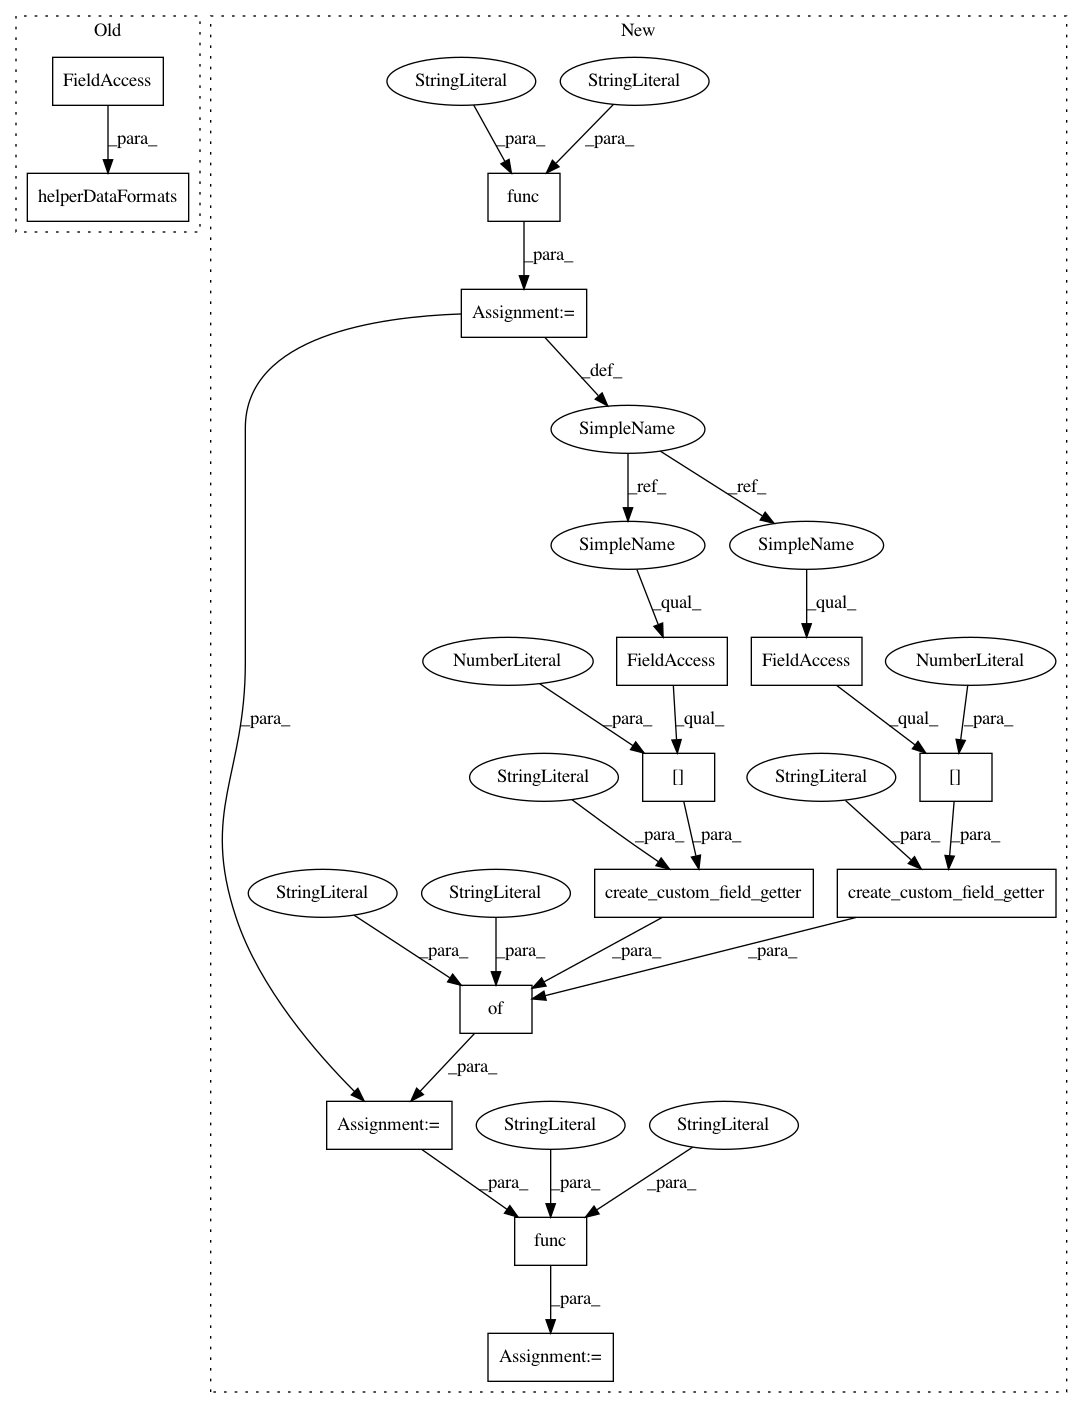 Old
New
FieldAccess
StringLiteral
StringLiteral
_para_
_para_
_para_
helperDataFormats
func
_para_
Assignment:=
_def_
SimpleName
_ref_
_ref_
SimpleName
SimpleName
_qual_
_qual_
NumberLiteral
FieldAccess
FieldAccess
NumberLiteral
_para_
_para_
_qual_
_qual_
_para_
StringLiteral
[]
StringLiteral
[]
_para_
_para_
_para_
_para_
StringLiteral
StringLiteral
create_custom_field_getter
create_custom_field_getter
_para_
_para_
_para_
_para_
of
_para_
Assignment:=
StringLiteral
StringLiteral
_para_
_para_
_para_
func
_para_
Assignment:=